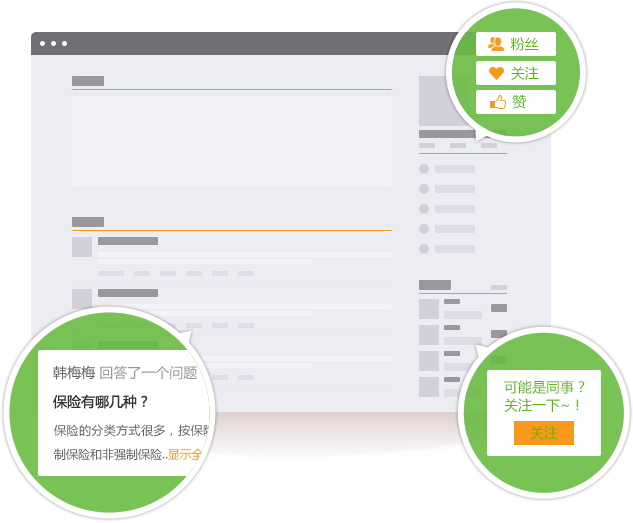 粉丝
关注
赞
韩梅梅 回答了一个问题
保险有哪几种？
保险的分类方式很多，按保
制保险和非强制保险..显示全
可能是同事？
关注一下~！
关注